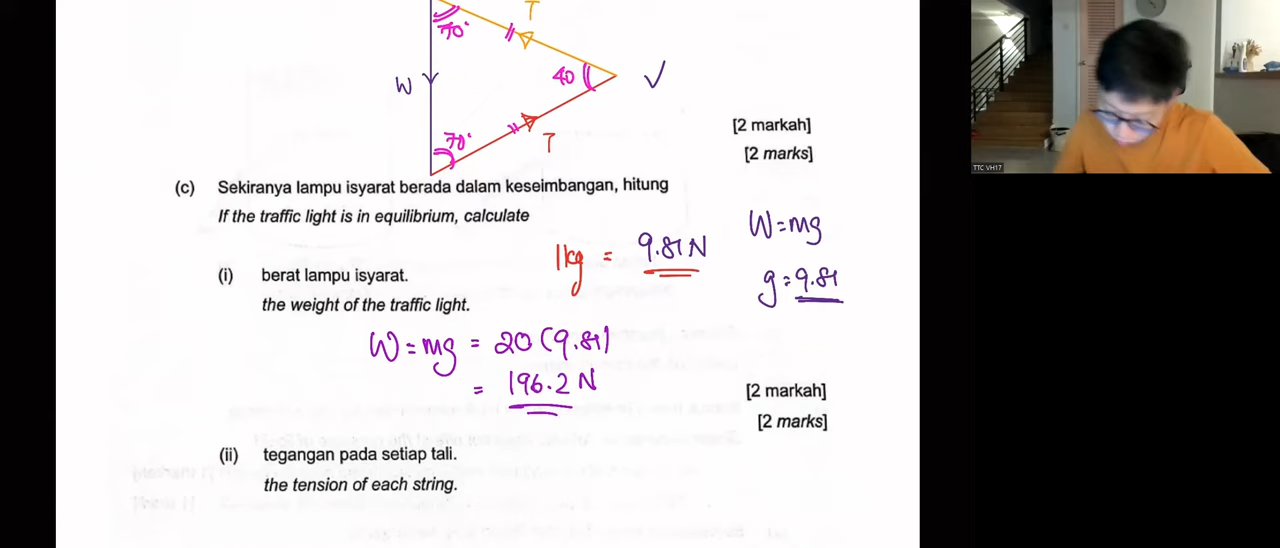 T
70°
W
40
✓
70°
T
[2 markah]
[2 marks]
(c) Sekiranya lampu isyarat berada dalam keseimbangan, hitung
If the traffic light is in equilibrium, calculate
W=mg
1kg = 9.81N
g=9.81
(i) berat lampu isyarat.
the weight of the traffic light.
W=mg = 20(9.81)
= 196.2 N
[2 markah]
[2 marks]
(ii) tegangan pada setiap tali.
the tension of each string.
TTC VH17